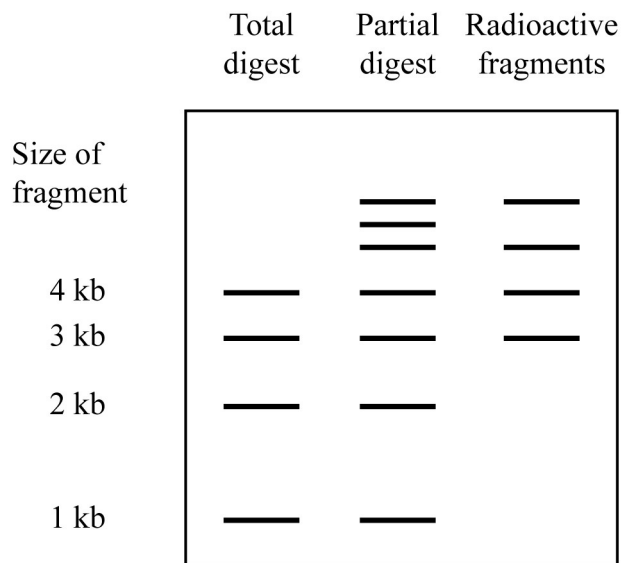 Total
digest
Partial
digest
Radioactive
fragments
Size of
fragment
4 kb
3 kb
2 kb
1 kb